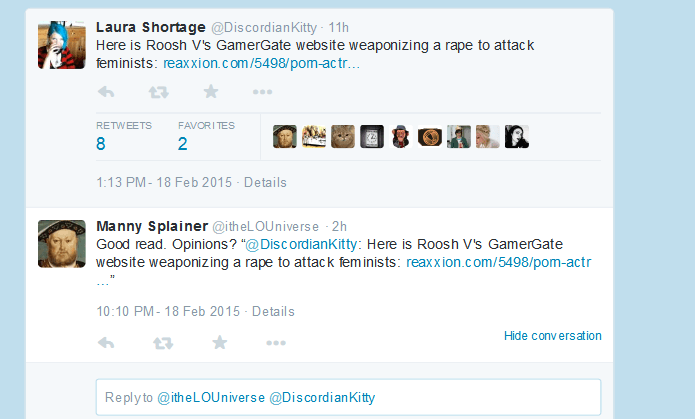 Laura Shortage @DiscordianKitty · 11h
Here is Roosh V's GamerGate website weaponizing a rape to attack
feminists: reaxxion.com/5498/porn-actr…
RETWEETS FAVORITES
8 2
1:13 PM - 18 Feb 2015 · Details
Manny Splainer @itheLOUniverse · 2h
Good read. Opinions? “@DiscordianKitty: Here is Roosh V's GamerGate
website weaponizing a rape to attack feminists: reaxxion.com/5498/porn-actr
…”
10:10 PM - 18 Feb 2015 · Details
Hide conversation
Reply to @itheLOUniverse @DiscordianKitty